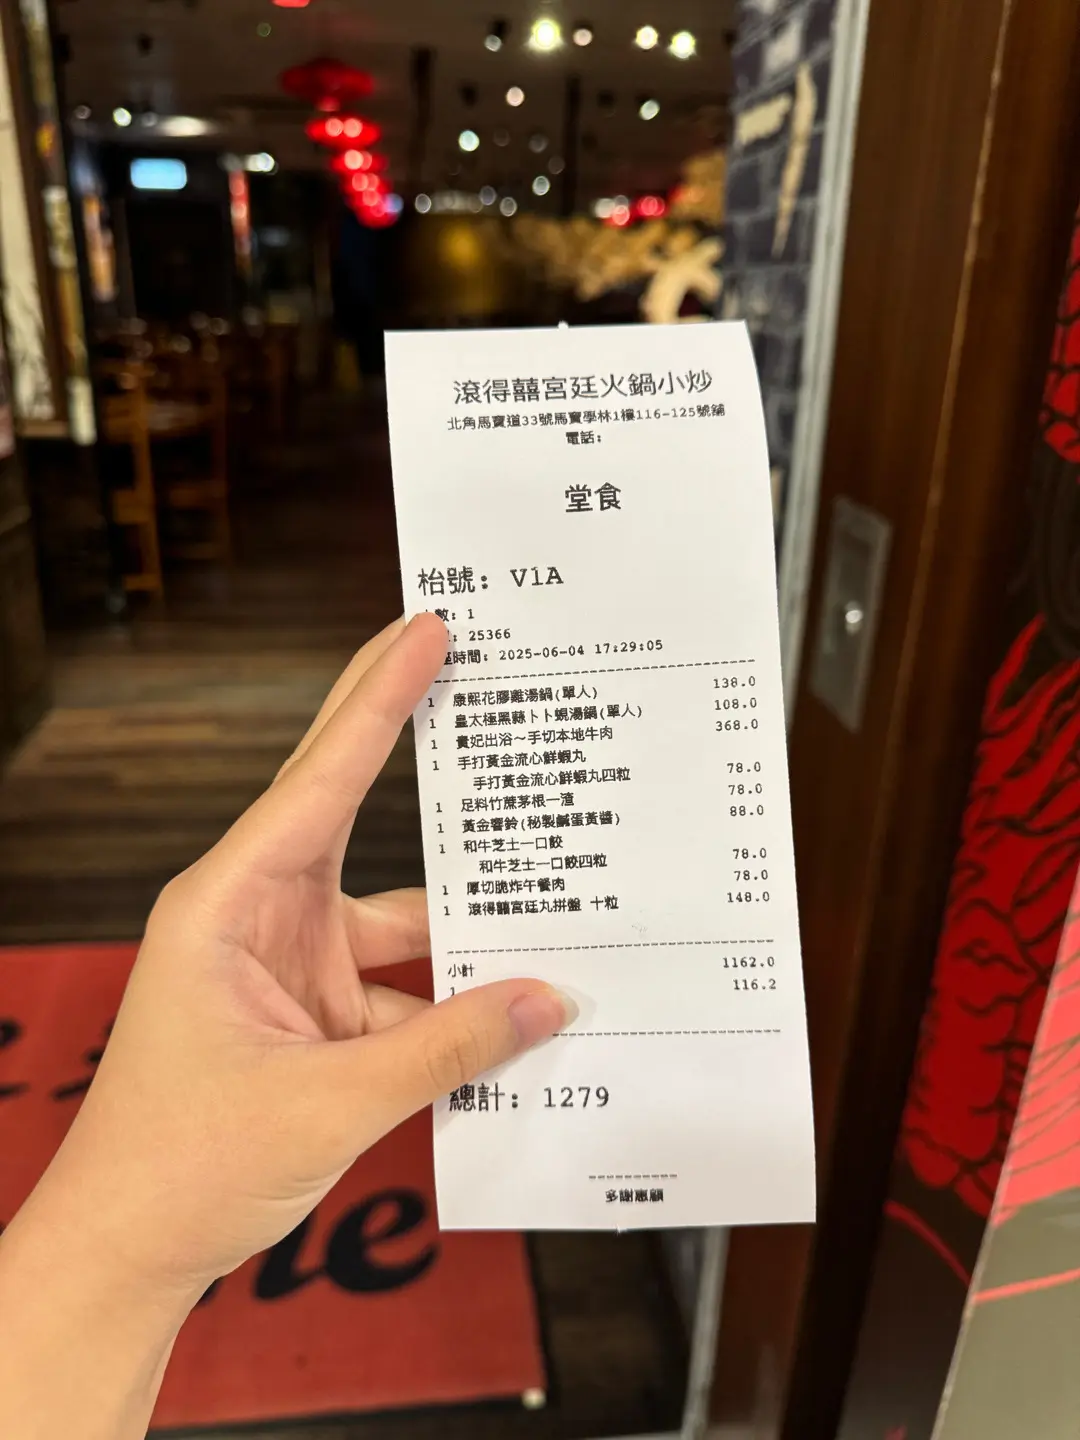 滾得囍宮廷火鍋小炒
北角馬寶道33號馬寶學林1樓116-125號舖
電話:
堂食
枱號: V1A
數: 1
: 25366
時間: 2025-06-04 17:29:05
1 康熙花膠雞湯鍋(單人) 138.0
1 皇太極黑蒜卜卜蜆湯鍋(單人) 108.0
1 貴妃出浴~手切本地牛肉 368.0
1 手打黃金流心鮮蝦丸
手打黃金流心鮮蝦丸四粒 78.0
1 足料竹蔗茅根一渣 78.0
1 黃金響鈴(秘製鹹蛋黃醬) 88.0
1 和牛芝士一口餃
和牛芝士一口餃四粒 78.0
1 厚切脆炸午餐肉 78.0
1 滾得囍宮廷丸拼盤 十粒 148.0
小計 1162.0
1 116.2
總計: 1279
多謝惠顧